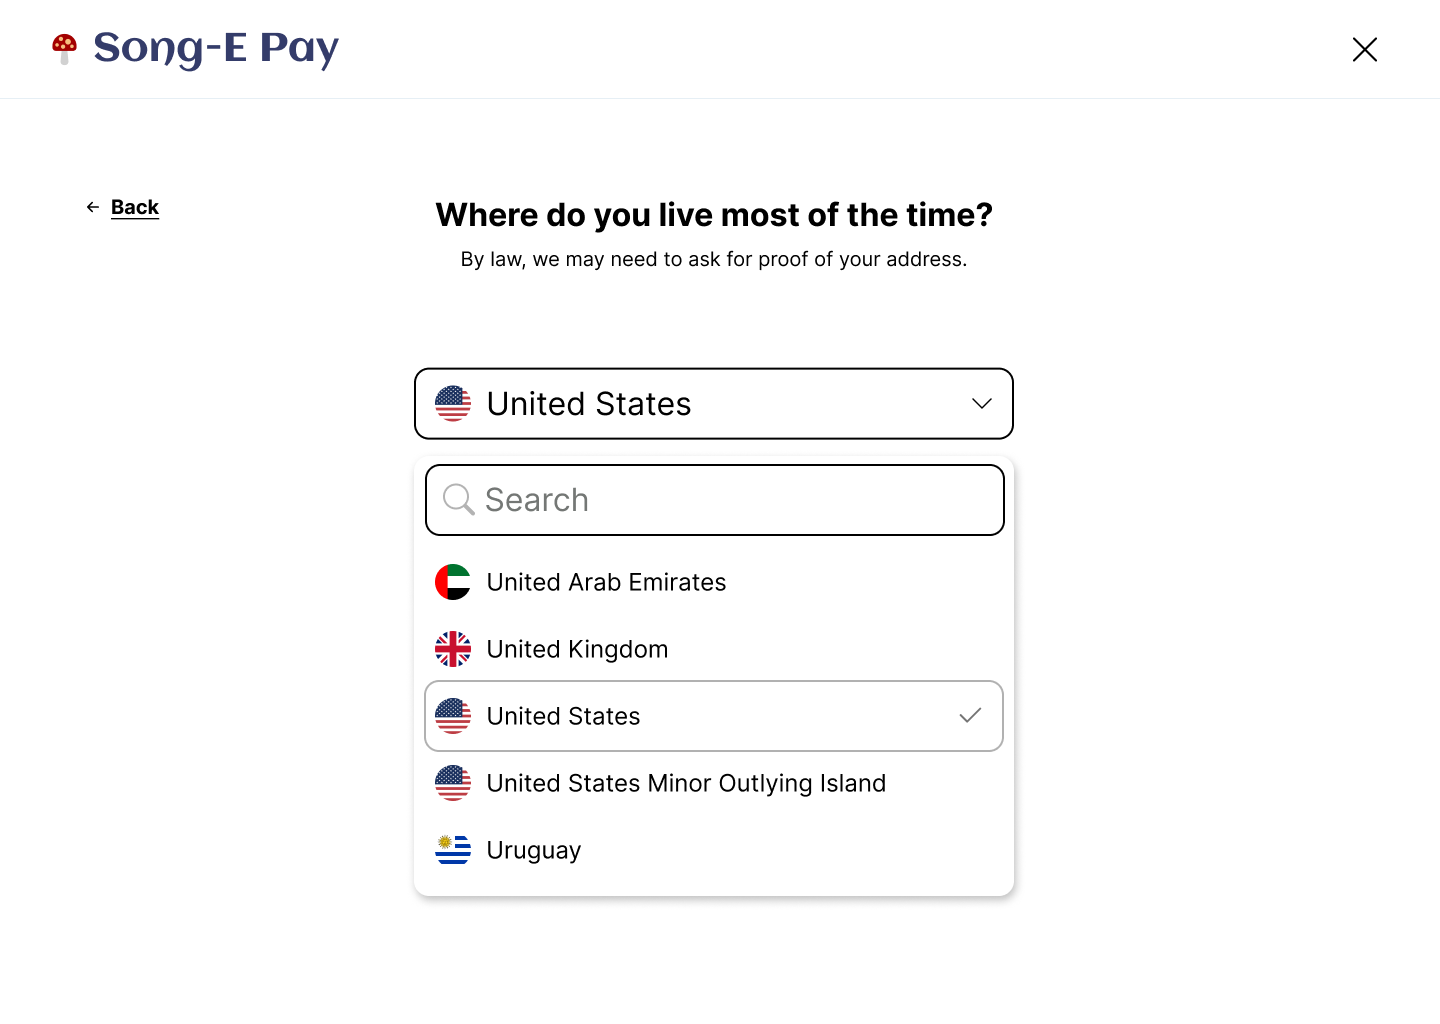 Song-E Pay
Back
Where do you live most of the time?
By law, we may need to ask for proof of your address.
United States
Search
United Arab Emirates
United Kingdom
United States
United States Minor Outlying Island
Uruguay